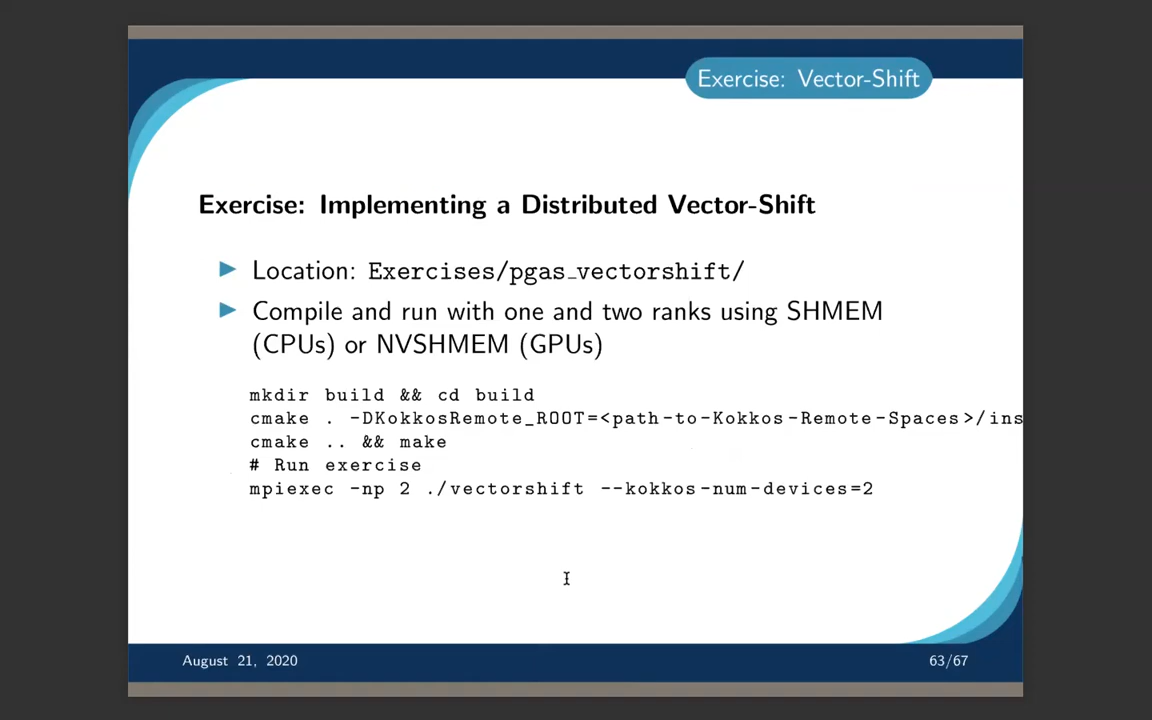 Exercise: Vector-Shift
Exercise: Implementing a Distributed Vector-Shift
Location: Exercises/pgas_vectorshift/
Compile and run with one and two ranks using SHMEM
(CPUs) or NVSHMEM (GPUs)
mkdir build && cd build
cmake . -DKokkosRemote_ROOT=<path-to-Kokkos-Remote-Spaces>/ins
cmake .. && make
# Run exercise
mpiexec -np 2 ./vectorshift --kokkos-num-devices=2
August 21, 2020
63/67